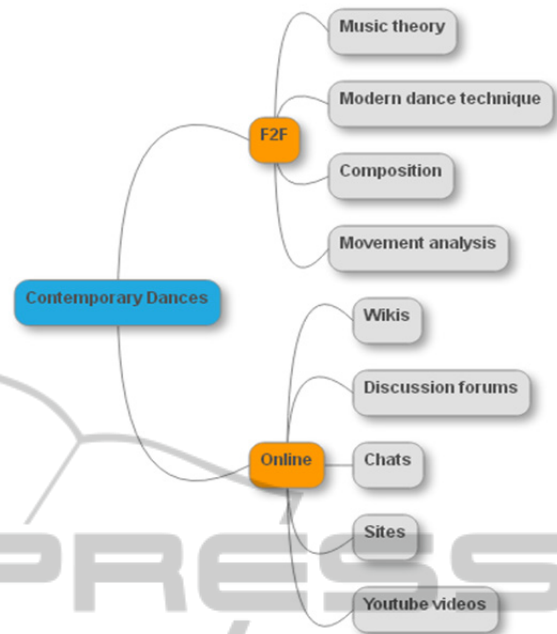 Music theory
Modern dance technique
F2F
Composition
Movement analysis
Contemporary Dances
Wikis
Discussion forums
Online
Chats
Sites
PRESS
Youtube videos